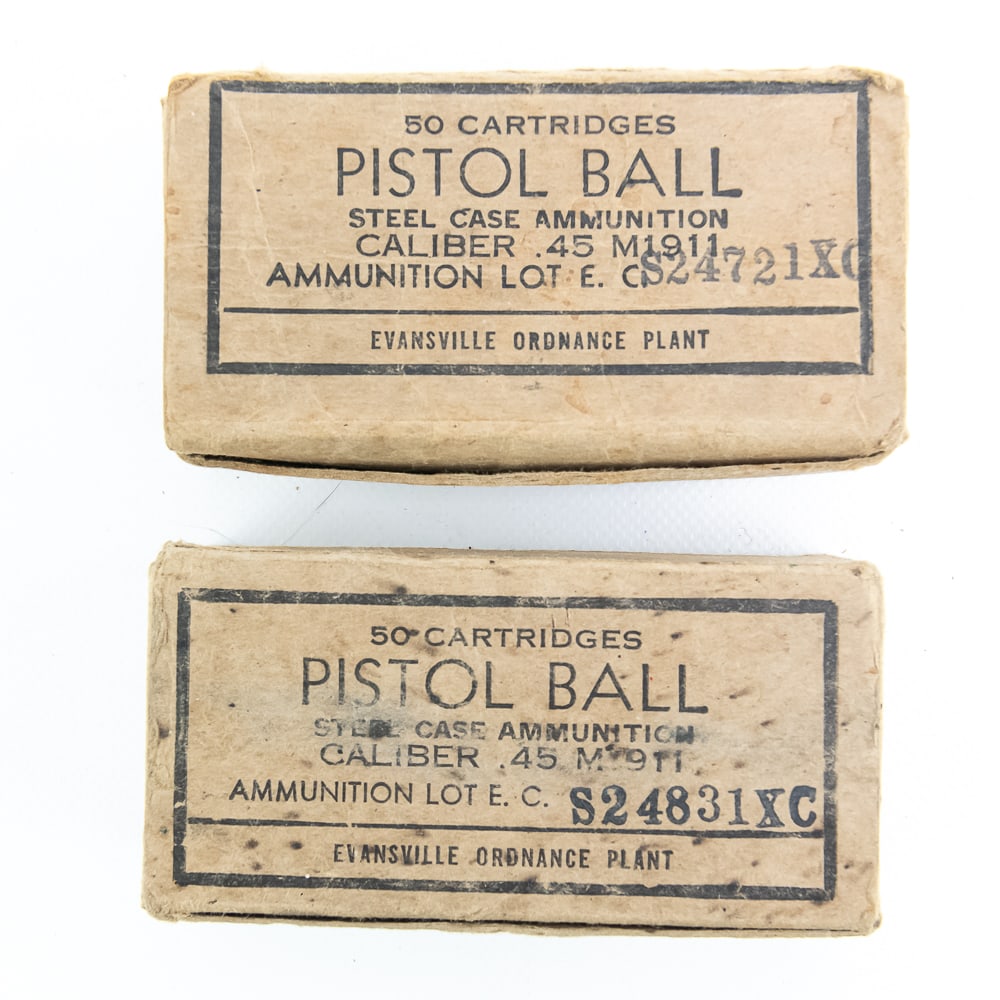 50 CARTRIDGES
PISTOL BALL
STEEL CASE AMMUNITION
CALIBER .45 M1911
AMMUNITION LOT E. C. S24721XC
EVANSVILLE ORDNANCE PLANT
50 CARTRIDGES
PISTOL BALL
STEEL CASE AMMUNITION
CALIBER .45 M1911
AMMUNITION LOT E. C. S24831XC
EVANSVILLE ORDNANCE PLANT